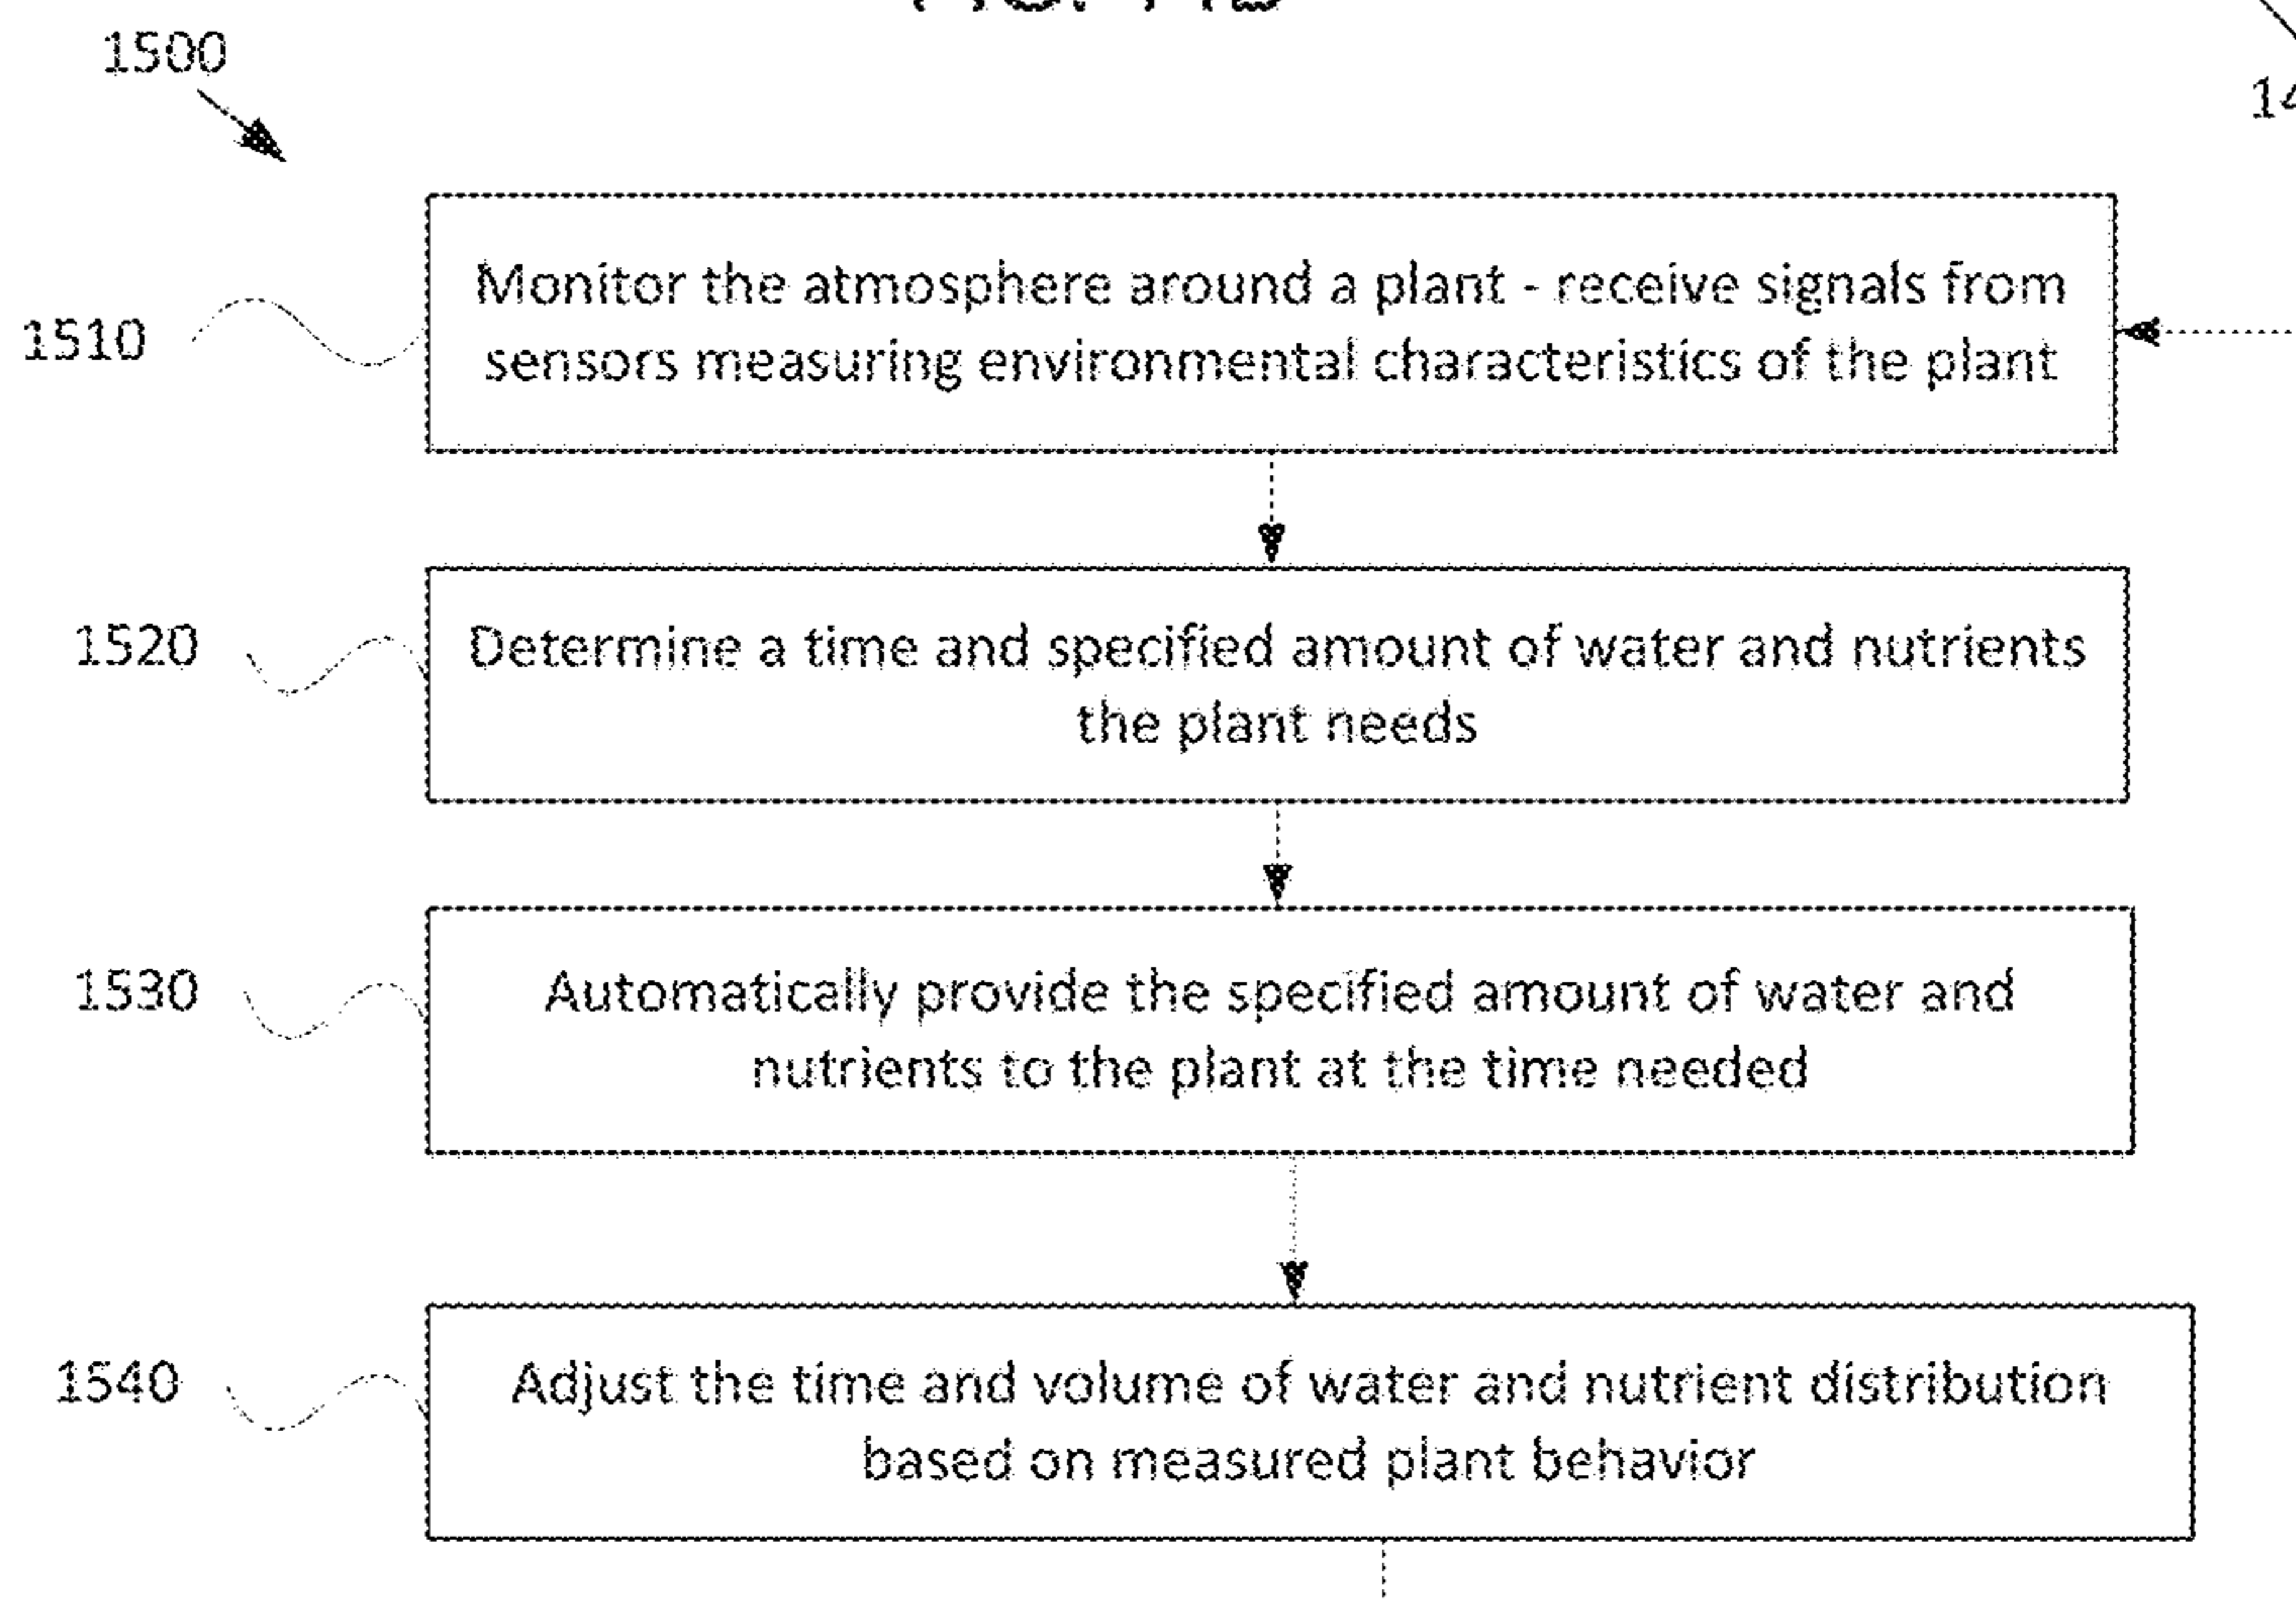 1500
Monitor the atmosphere around a plant - receive signals from
sensors measuring environmental characteristics of the plant
1510
Determine a time and specified amount of water and nutrients
the plant needs
1520
Automatically provide the specified amount of water and
nutrients to the plant at the time needed
1530
Adjust the time and volume of water and nutrient distribution
based on measured plant behavior
1540